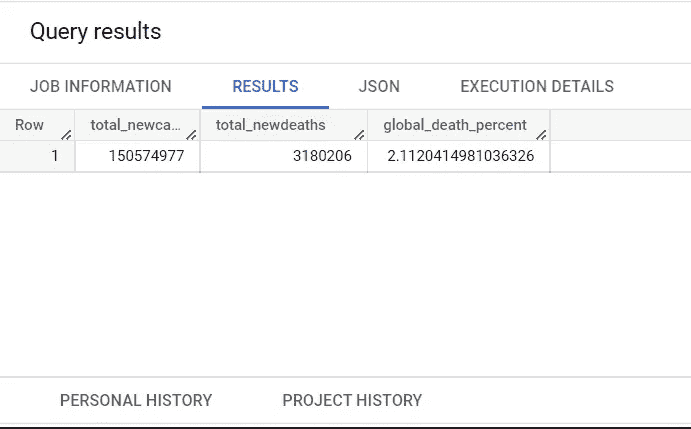 Query results
JOB INFORMATION RESULTS JSON EXECUTION DETAILS
Row total_newca... total_newdeaths global_death_percent
1 150574977 3180206 2.1120414981036326
PERSONAL HISTORY PROJECT HISTORY